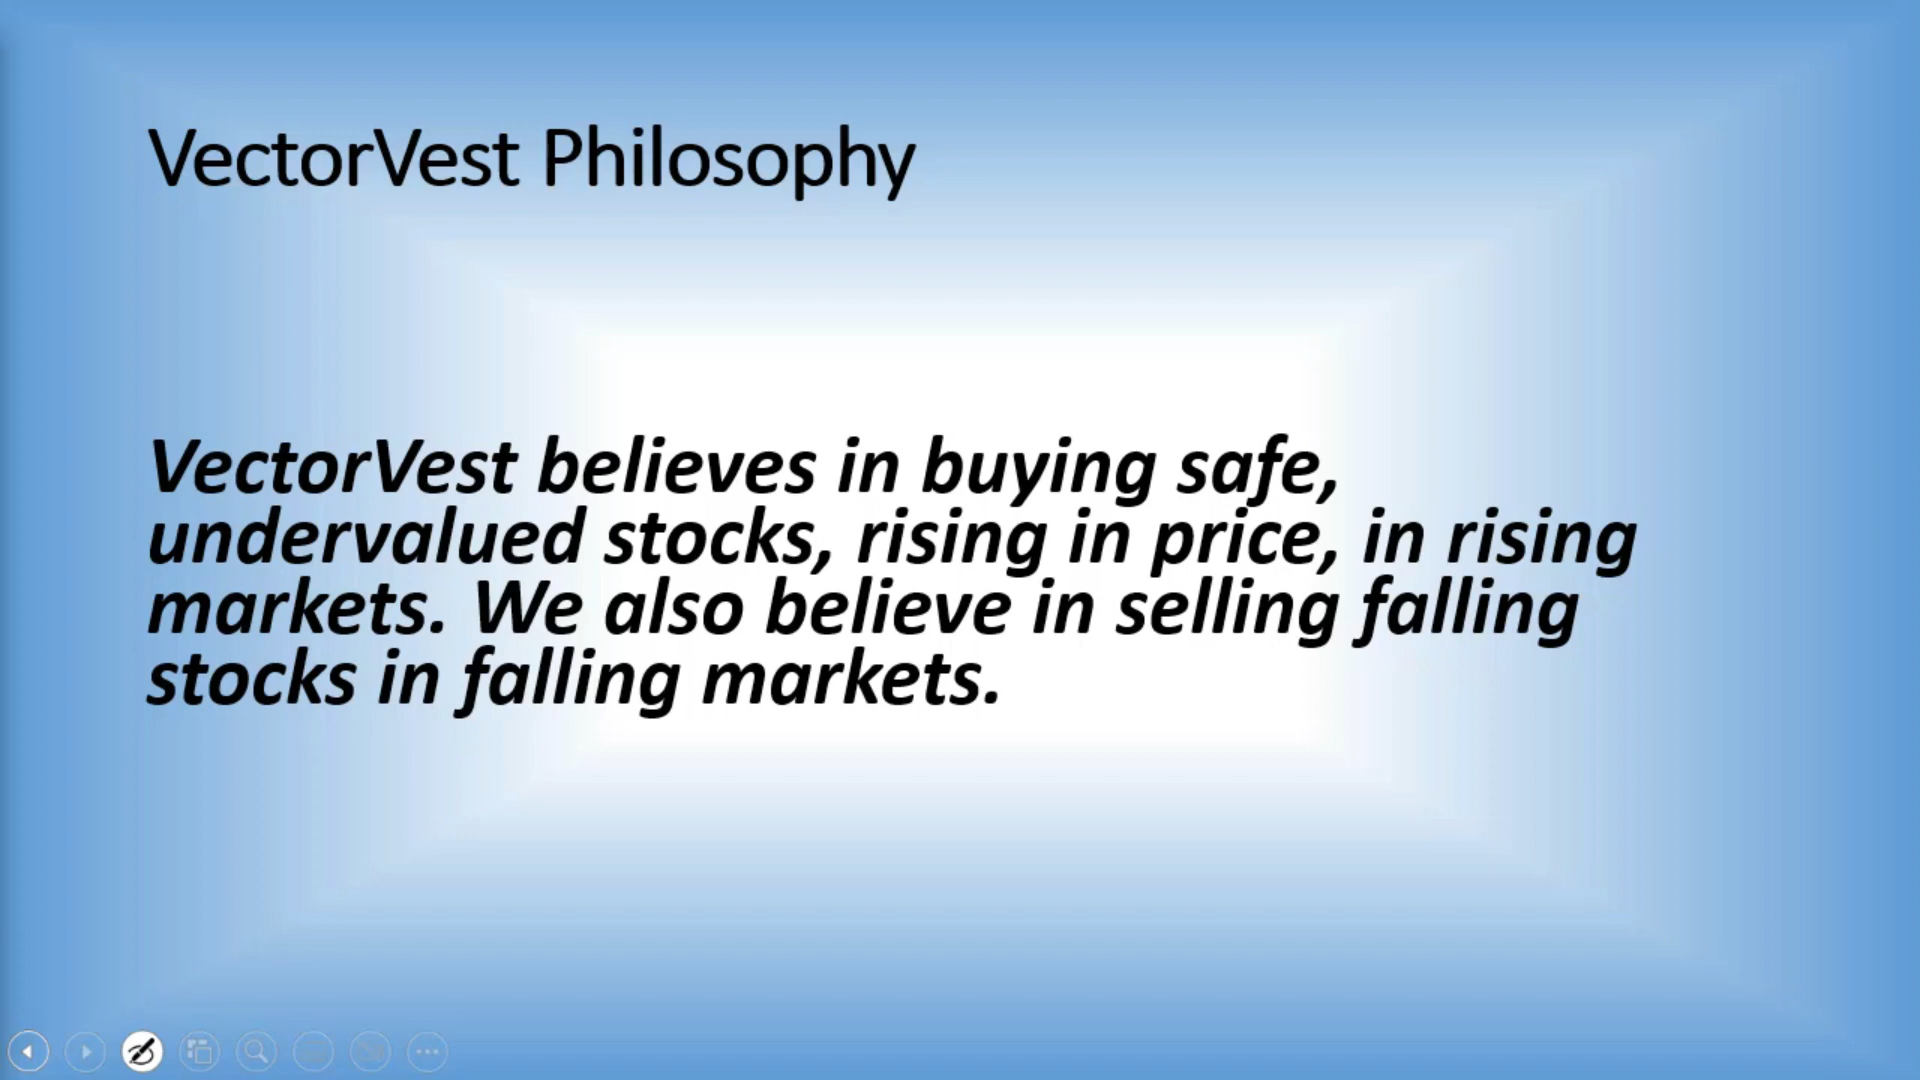 VectorVest Philosophy
VectorVest believes in buying safe,
undervalued stocks, rising in price, in rising
markets. We also believe in selling falling
stocks in falling markets.